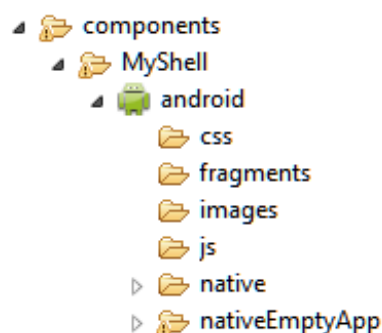 components
MyShell
android
css
fragments
images
js
native
nativeEmptyApp